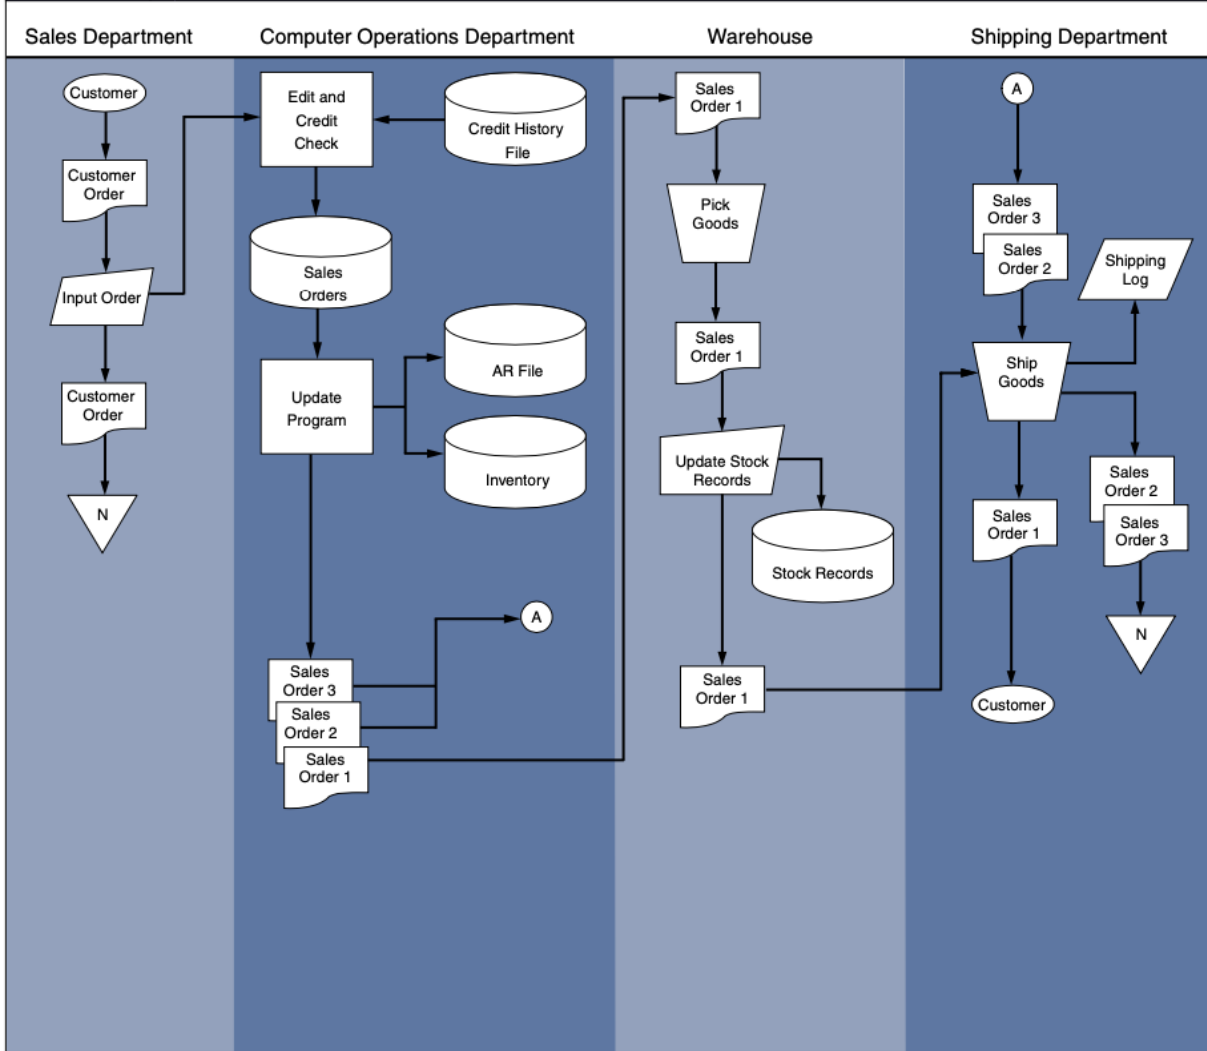 Sales Department
Computer Operations Department
Warehouse
Shipping Department
Customer
Customer
Order
Input Order
Customer
Order
N
Edit and
Credit
Check
Credit History
File
Sales
Orders
Update
Program
AR File
Inventory
A
Sales
Order 3
Sales
Order 2
Sales
Order 1
Sales
Order 1
Pick
Goods
Sales
Order 1
Update Stock
Records
Stock Records
Sales
Order 1
A
Sales
Order 3
Sales
Order 2
Shipping
Log
Ship
Goods
Sales
Order 1
Sales
Order 2
Sales
Order 3
N
Customer